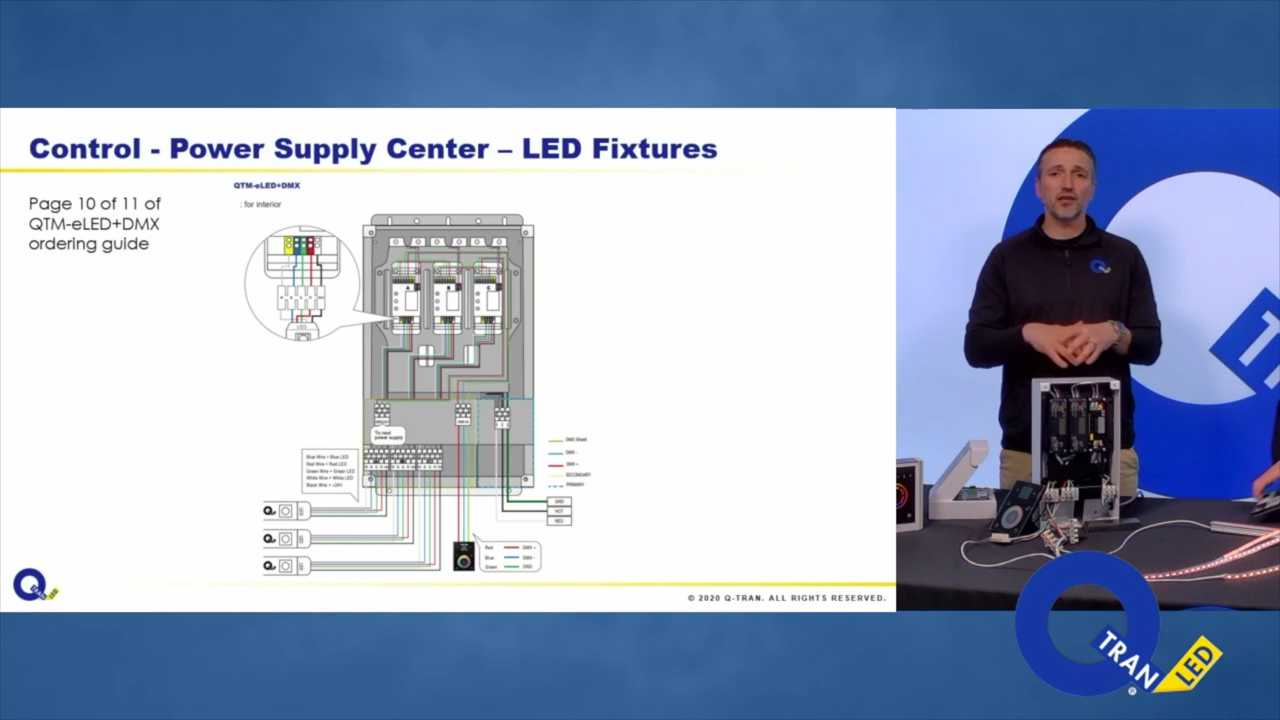 Control - Power Supply Center – LED Fixtures
Page 10 of 11 of
QTM-eLED+DMX
ordering guide
QTM-eLED+DMX
: for interior
LED
A
B
C
To next
power supply
DMX IN
Blue Wire = Blue LED
Red Wire = Red LED
Green Wire = Green LED
White Wire = White LED
Black Wire = +24V
DMX Shield
DMX -
DMX +
SECONDARY
PRIMARY
GND
HOT
NEU
Red DMX +
Blue DMX -
Green GND
© 2020 Q-TRAN. ALL RIGHTS RESERVED.
Q
TRAN
LED
®